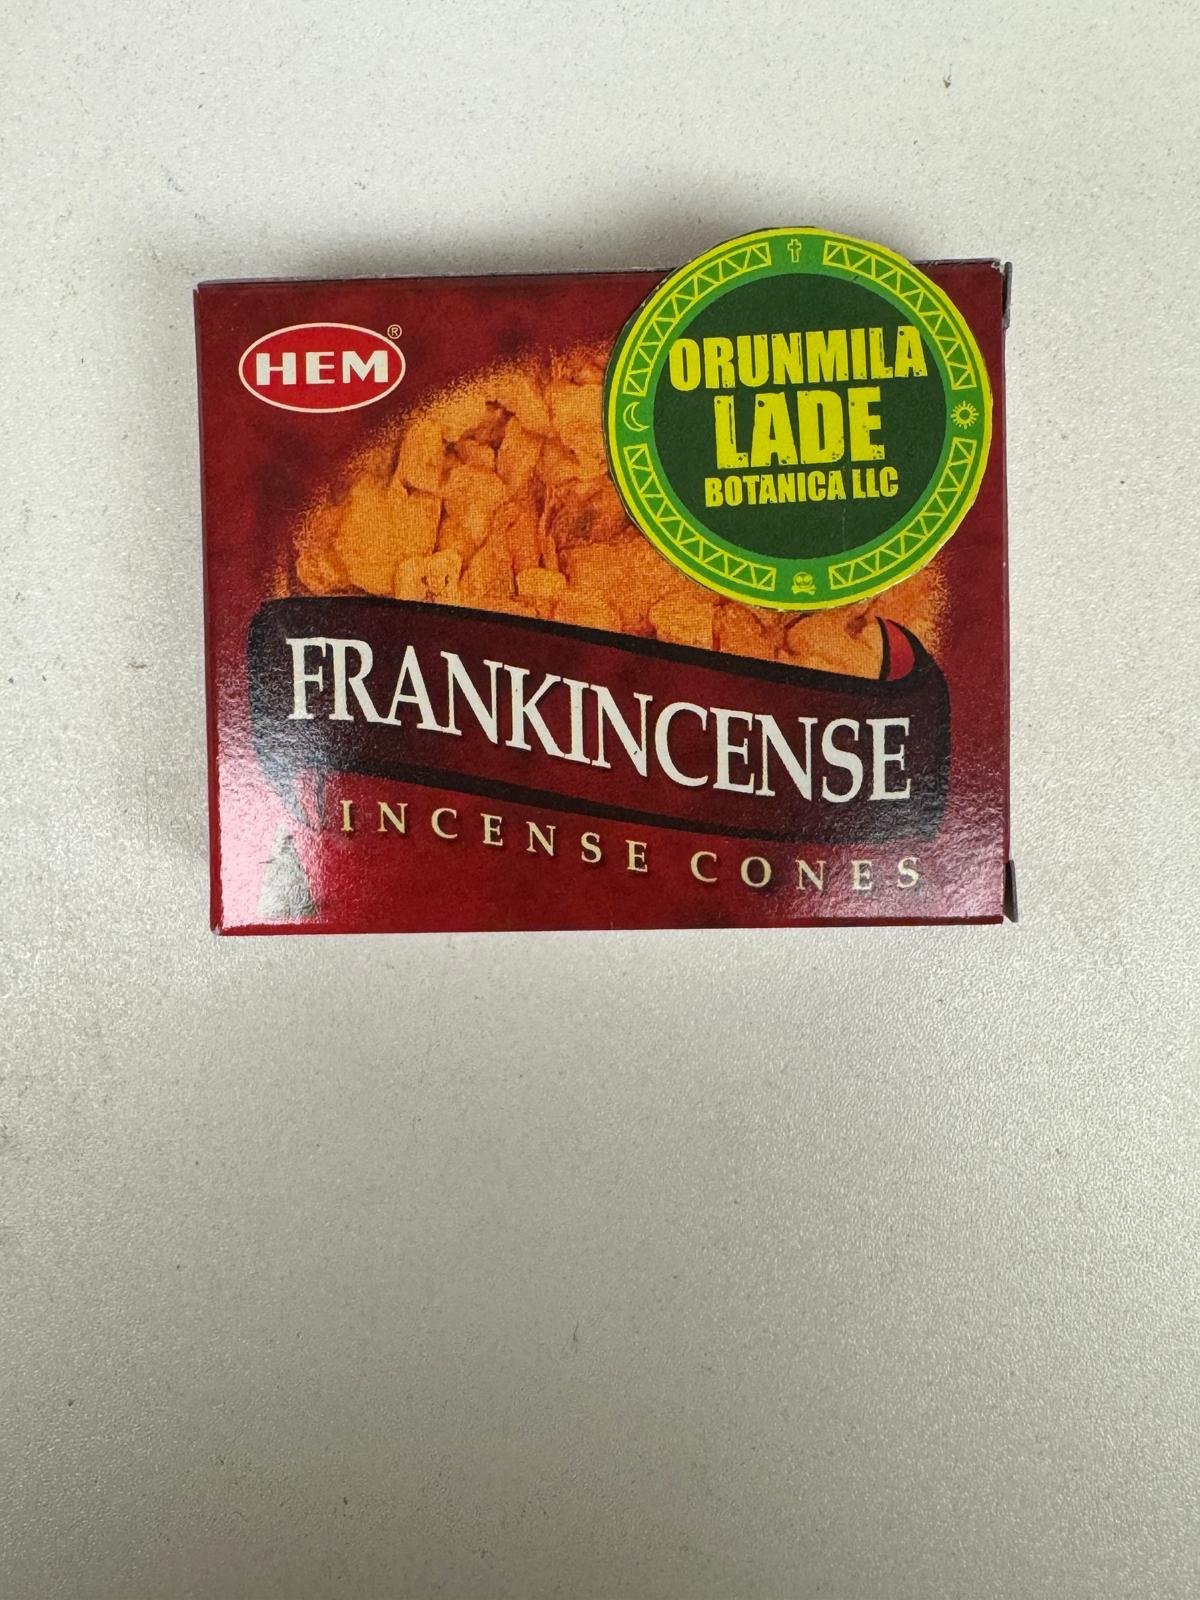 HEM®
ORUNMILA
LADE
BOTANICA LLC
FRANKINCENSE
INCENSE CONES